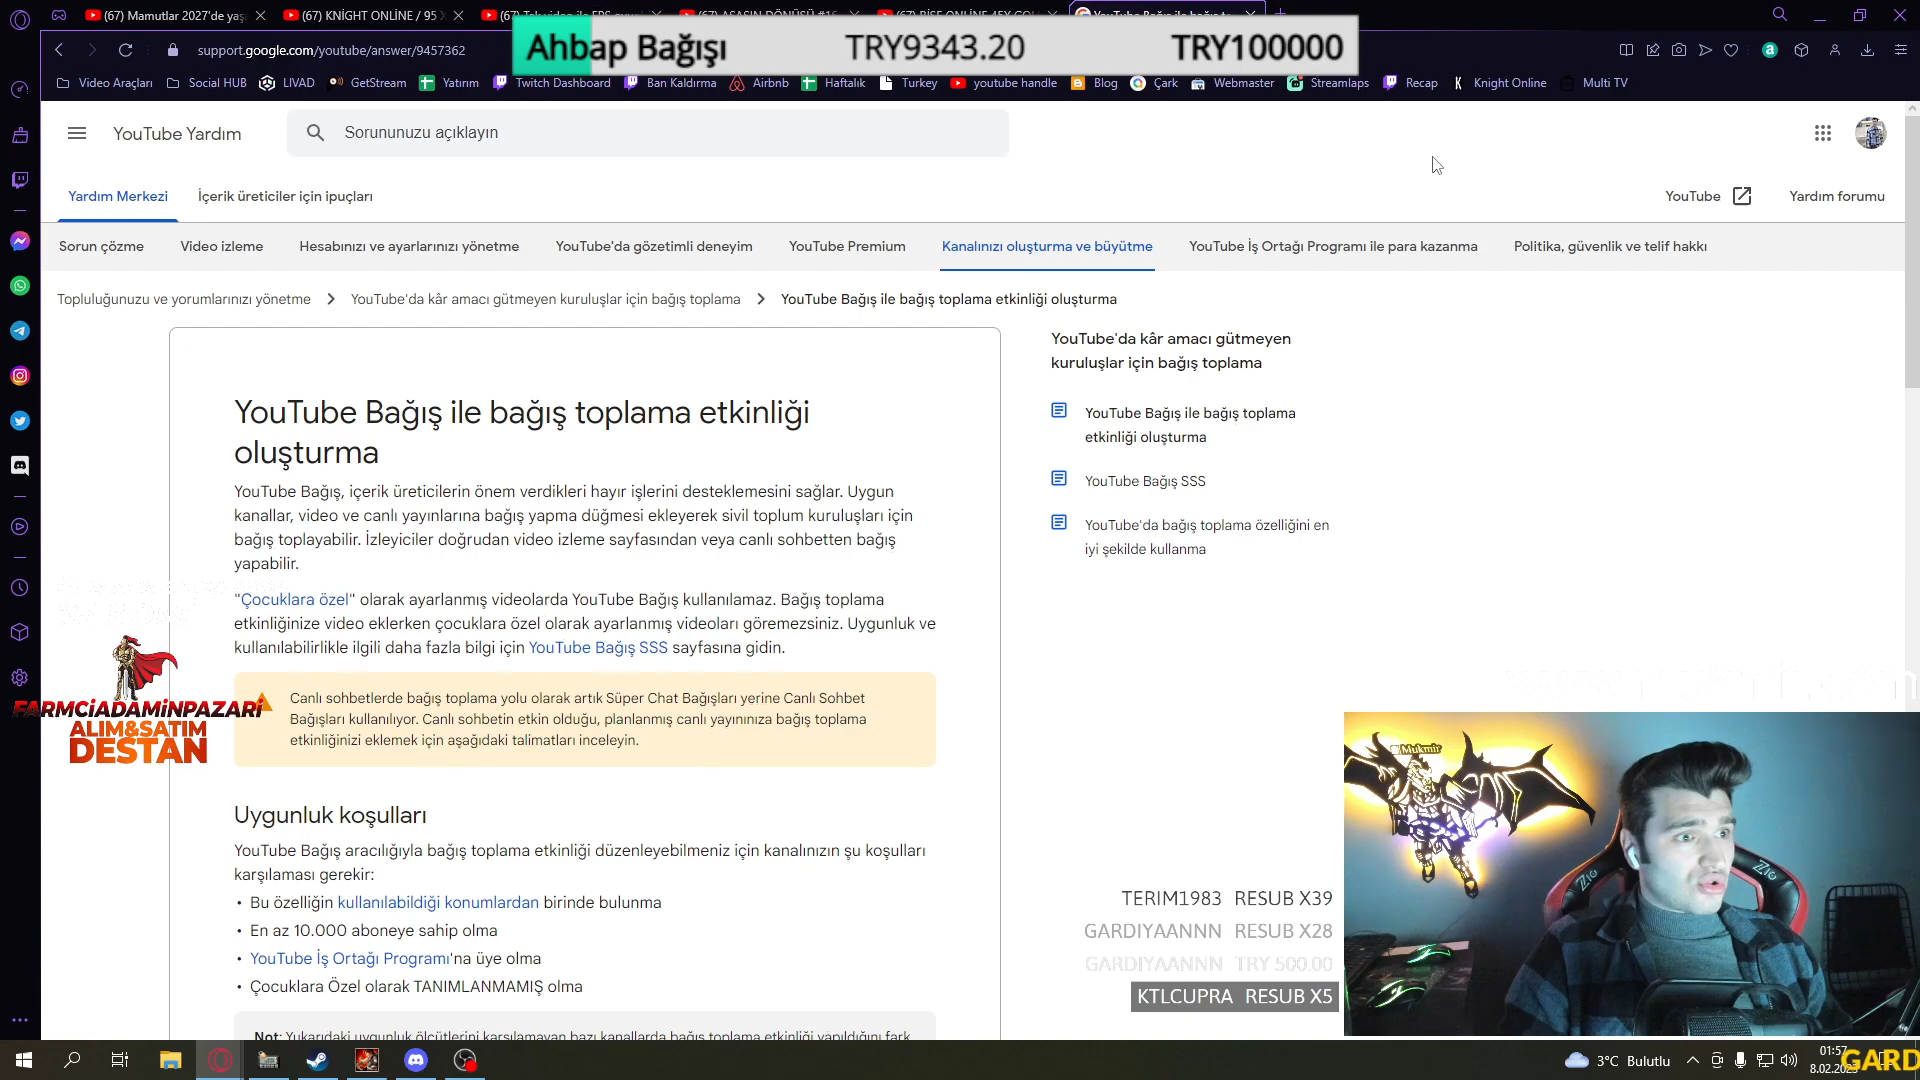 (67) Mamutlar 2027'de yaş
(67) KNİGHT ONLİNE / 95
support.google.com/youtube/answer/9457362
Ahbap Bağışı TRY9343.20 TRY100000
Video Araçları
Social HUB
LIVAD
GetStream
Yatırım
Twitch Dashboard
Ban Kaldırma
Airbnb
Haftalık
Turkey
youtube handle
Blog
Çark
Webmaster
Streamlaps
Recap
Knight Online
Multi TV
YouTube Yardım
Sorununuzu açıklayın
Yardım Merkezi
İçerik üreticiler için ipuçları
YouTube
Yardım forumu
Sorun çözme
Video izleme
Hesabınızı ve ayarlarınızı yönetme
YouTube'da gözetimli deneyim
YouTube Premium
Kanalınızı oluşturma ve büyütme
YouTube İş Ortağı Programı ile para kazanma
Politika, güvenlik ve telif hakkı
Topluluğunuzu ve yorumlarınızı yönetme
YouTube'da kâr amacı gütmeyen kuruluşlar için bağış toplama
YouTube Bağış ile bağış toplama etkinliği oluşturma
YouTube Bağış ile bağış toplama etkinliği
oluşturma
YouTube Bağış, içerik üreticilerin önem verdikleri hayır işlerini desteklemesini sağlar. Uygun
kanallar, video ve canlı yayınlarına bağış yapma düğmesi ekleyerek sivil toplum kuruluşları için
bağış toplayabilir. İzleyiciler doğrudan video izleme sayfasından veya canlı sohbetten bağış
yapabilir.
"Çocuklara özel" olarak ayarlanmış videolarda YouTube Bağış kullanılamaz. Bağış toplama
etkinliğinize video eklerken çocuklara özel olarak ayarlanmış videoları göremezsiniz. Uygunluk ve
kullanılabilirlikle ilgili daha fazla bilgi için YouTube Bağış SSS sayfasına gidin.
Canlı sohbetlerde bağış toplama yolu olarak artık Süper Chat Bağışları yerine Canlı Sohbet
Bağışları kullanılıyor. Canlı sohbetin etkin olduğu, planlanmış canlı yayınınıza bağış toplama
etkinliğinizi eklemek için aşağıdaki talimatları inceleyin.
Uygunluk koşulları
YouTube Bağış aracılığıyla bağış toplama etkinliği düzenleyebilmeniz için kanalınızın şu koşulları
karşılaması gerekir:
• Bu özelliğin kullanılabildiği konumlardan birinde bulunma
• En az 10.000 aboneye sahip olma
• YouTube İş Ortağı Programı'na üye olma
• Çocuklara Özel olarak TANIMLANMAMIŞ olma
Not: Yukarıdaki uygunluk ölçütlerini karşılamayan bazı kanallarda bağış toplama etkinliği yapıldığını fark
YouTube'da kâr amacı gütmeyen
kuruluşlar için bağış toplama
YouTube Bağış ile bağış toplama
etkinliği oluşturma
YouTube Bağış SSS
YouTube'da bağış toplama özelliğini en
iyi şekilde kullanma
FARMCiADAMiNPAZARI
ALIM&SATIM
DESTAN
Mukmir
TERIM1983 RESUB X39
GARDIYAANNN RESUB X28
GARDIYAANNN TRY 500.00
KTLCUPRA RESUB X5
3°C Bulutlu
01:57
GARD